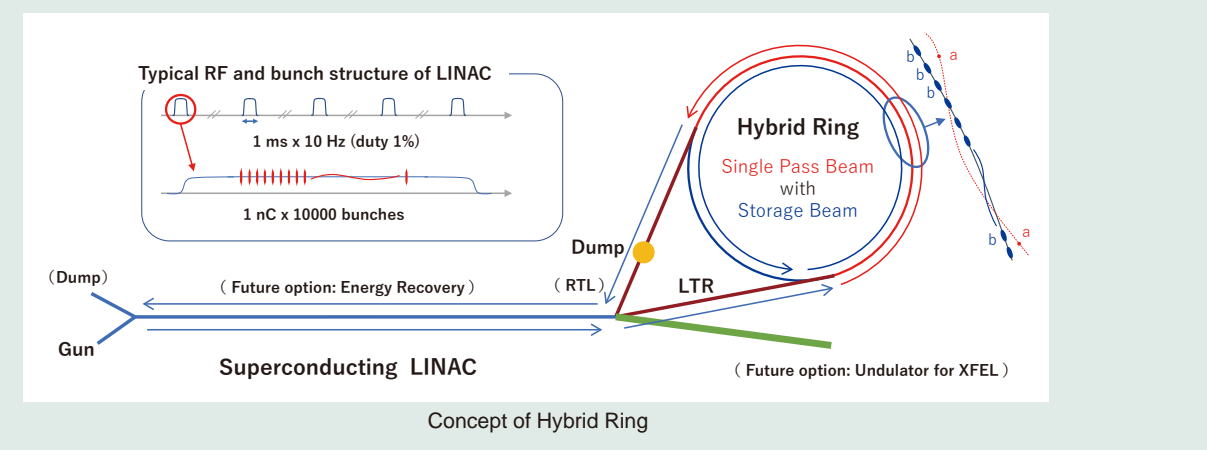 Typical RF and bunch structure of LINAC
1 ms x 10 Hz (duty 1%)
1 nC x 10000 bunches
Hybrid Ring
Single Pass Beam
with
Storage Beam
b
a
b
b
b
a
Dump
（Dump）
（ Future option: Energy Recovery ）
（ RTL）
LTR
Gun
Superconducting LINAC
（ Future option: Undulator for XFEL ）
Concept of Hybrid Ring